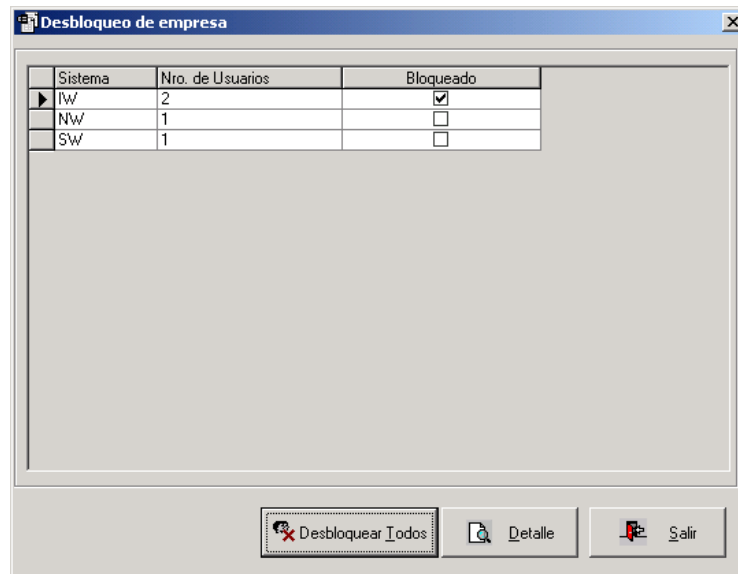 Desbloqueo de empresa
Sistema Nro. de Usuarios Bloqueado
IW 2
NW 1
SW 1
Desbloquear Todos Detalle Salir